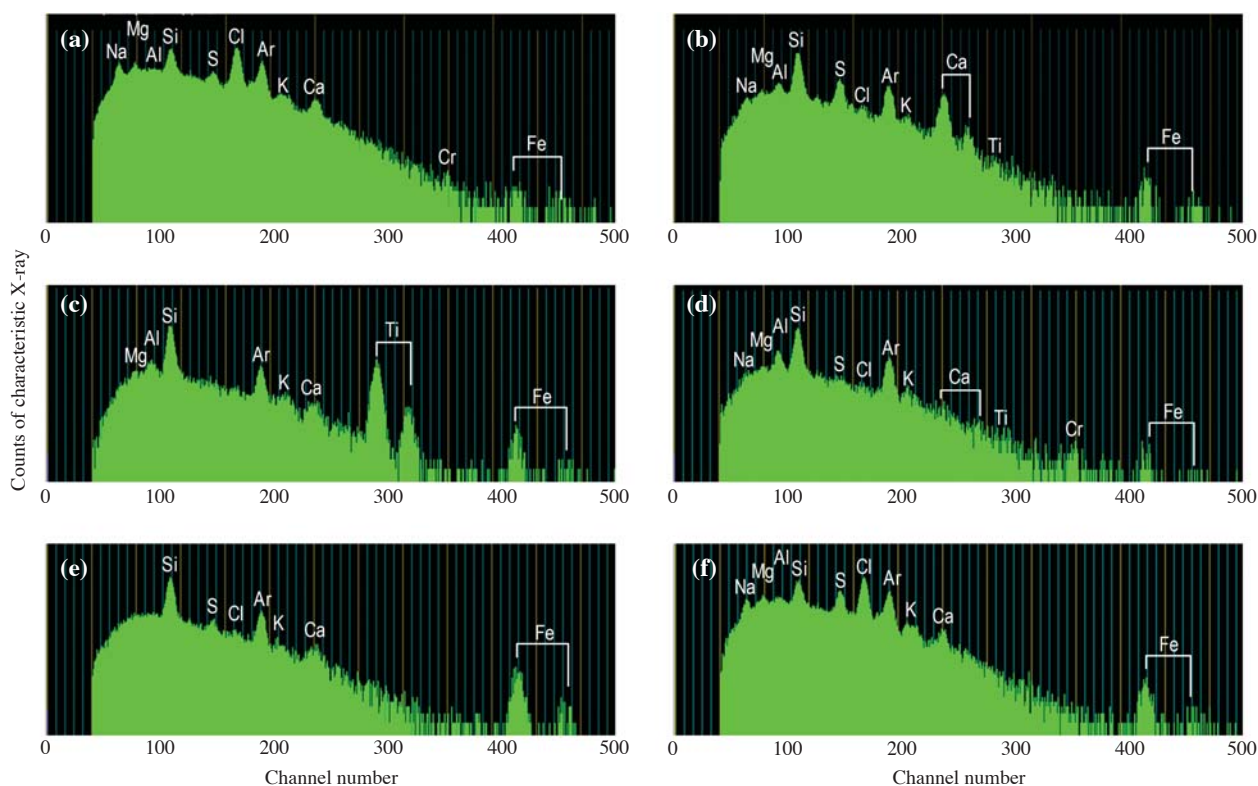 Counts of characteristic X-ray
(a)
Na Mg Al Si S Cl Ar K Ca Cr Fe
0 100 200 300 400 500
(b)
Na Mg Al Si S Cl Ar K Ca Ti Fe
0 100 200 300 400 500
(c)
Mg Al Si Ar K Ca Ti Fe
0 100 200 300 400 500
(d)
Na Mg Al Si S Cl Ar K Ca Ti Cr Fe
0 100 200 300 400 500
(e)
Si S Cl Ar K Ca Fe
0 100 200 300 400 500
Channel number
(f)
Na Mg Al Si S Cl Ar K Ca Fe
0 100 200 300 400 500
Channel number